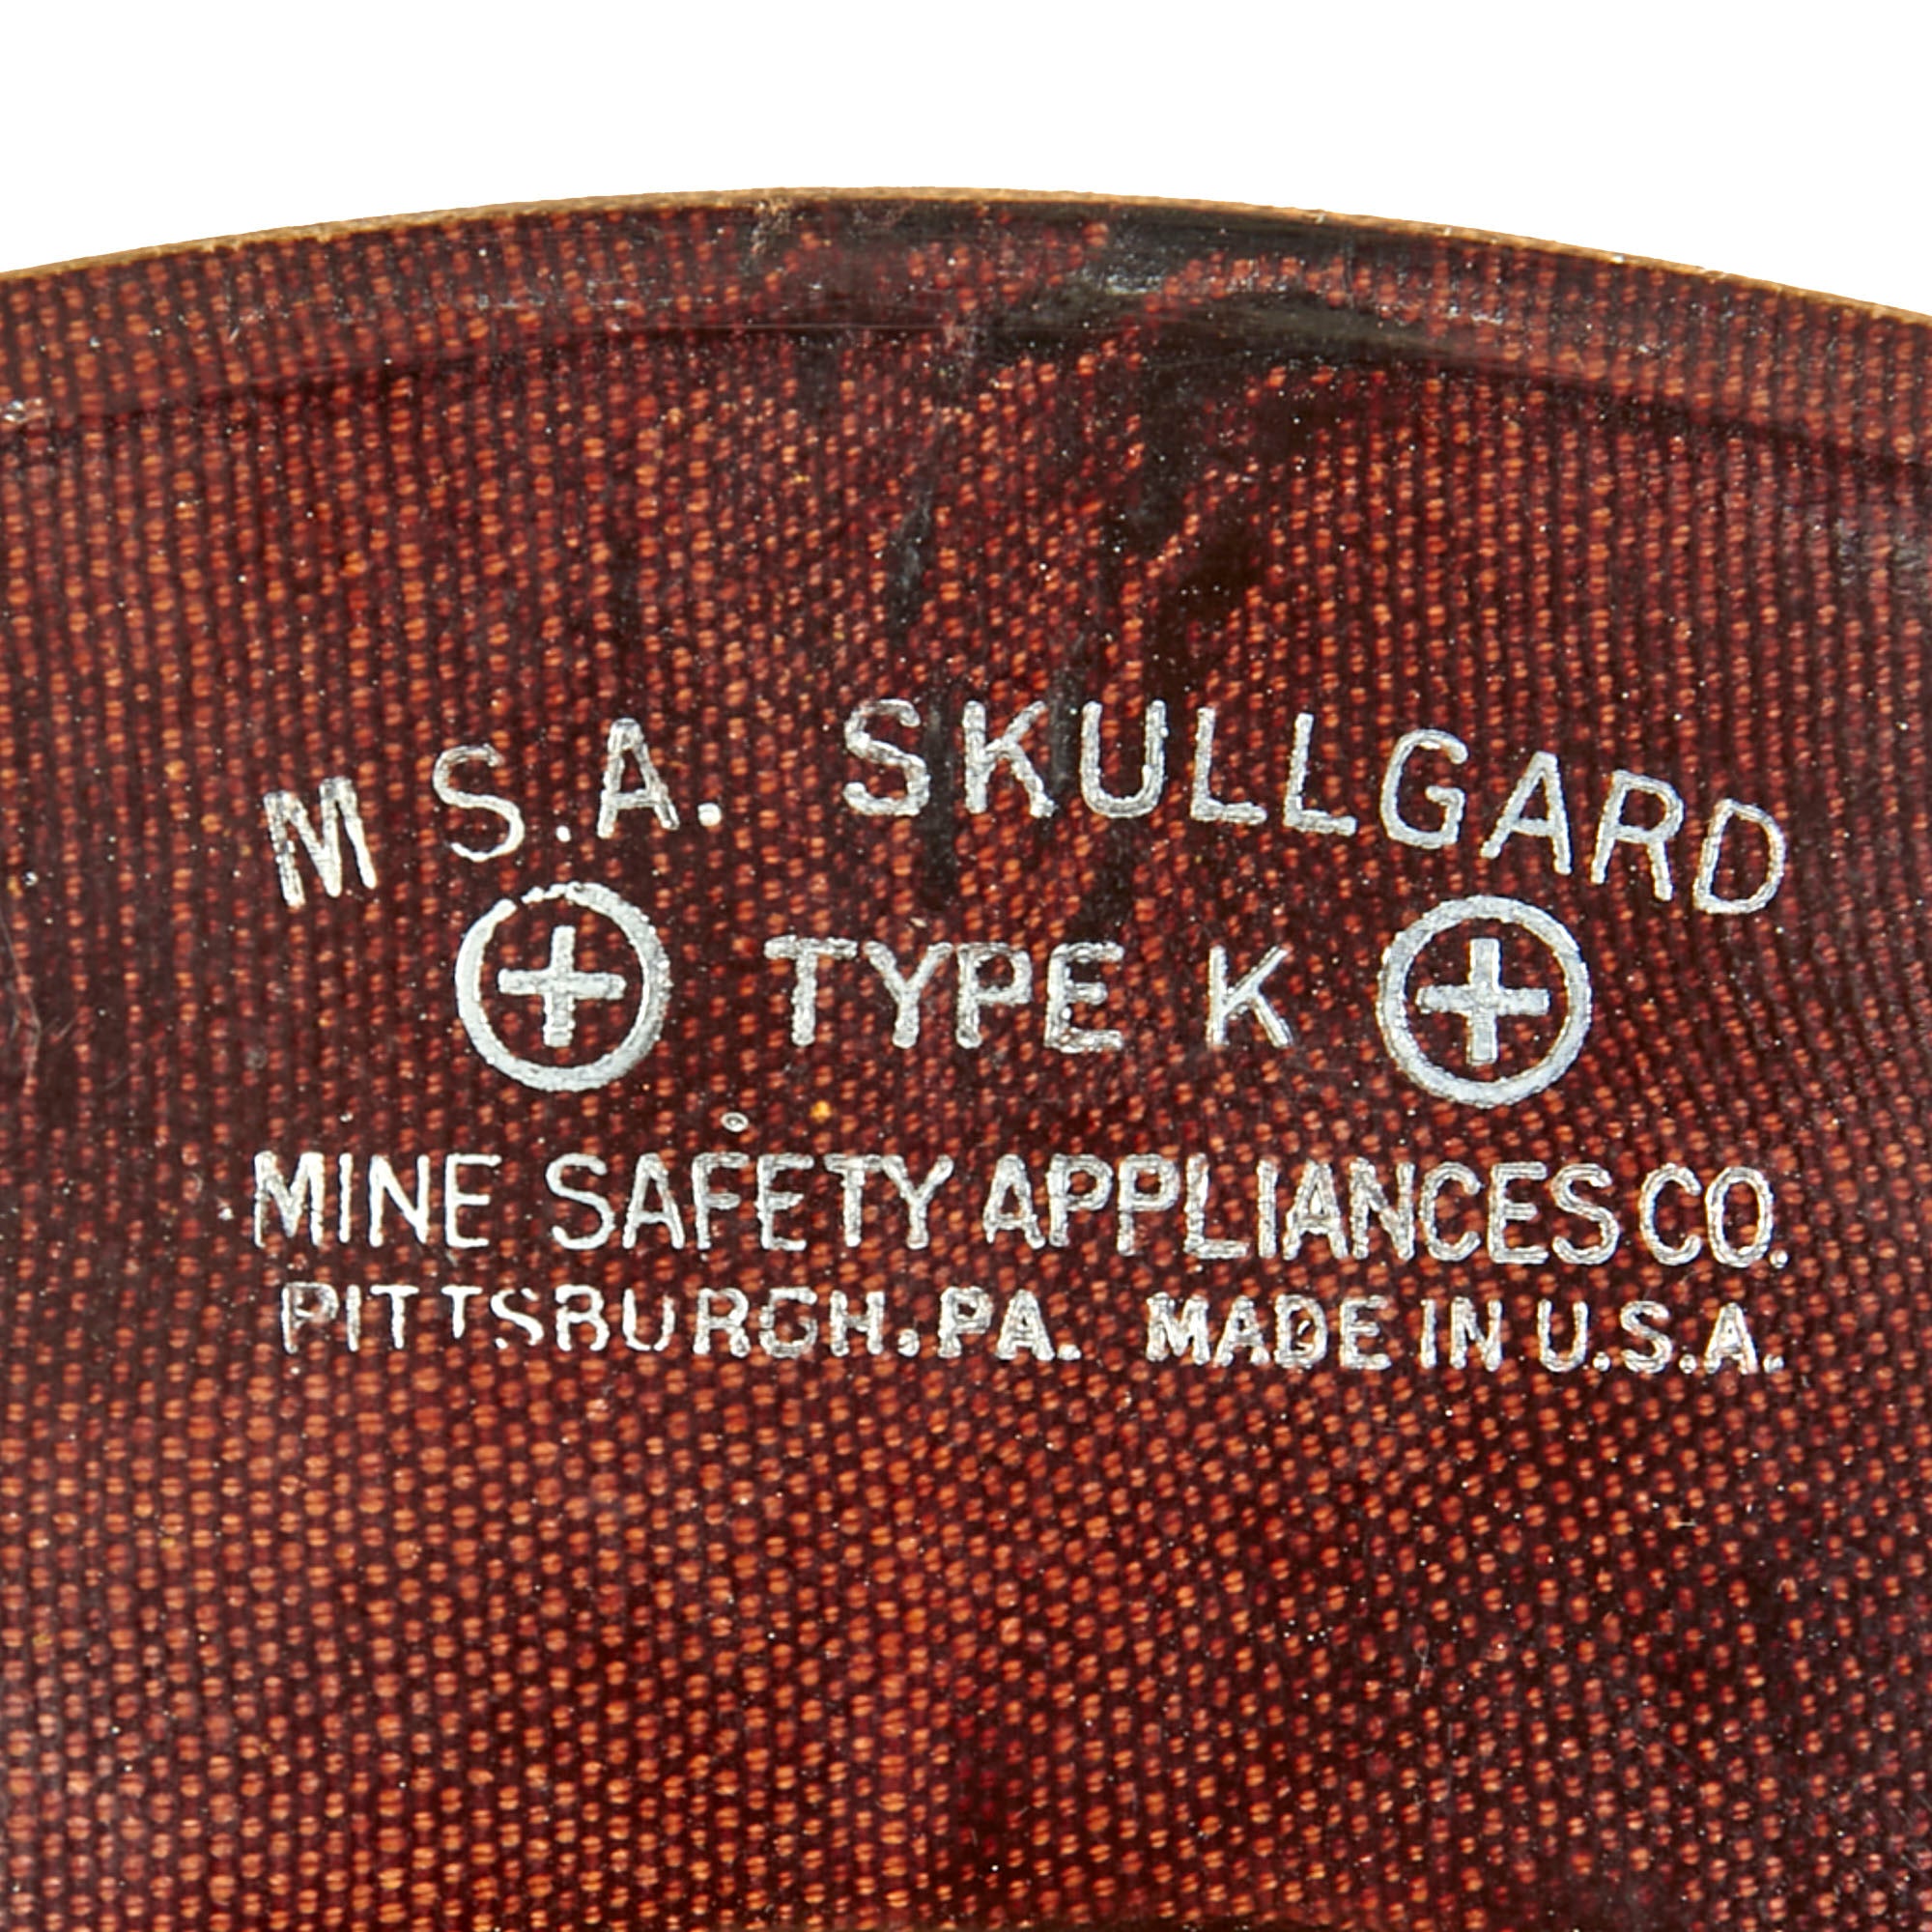 M S.A. SKULLGARD
TYPE K
MINE SAFETY APPLIANCES CO.
PITTSBURGH, PA. MADE IN U.S.A.